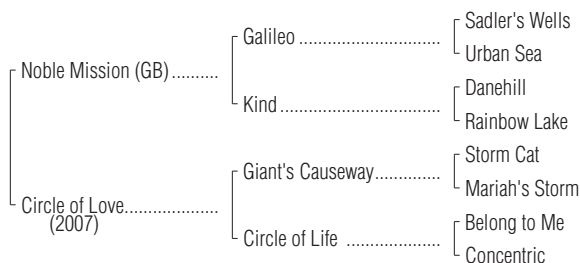 Sadler's Wells
Galileo ..................................
Urban Sea
Noble Mission (GB) ..........
Danehill
Kind ......................................
Rainbow Lake
Storm Cat
Giant's Causeway ...............
Mariah's Storm
Circle of Love .....................
(2007)
Belong to Me
Circle of Life ........................
Concentric